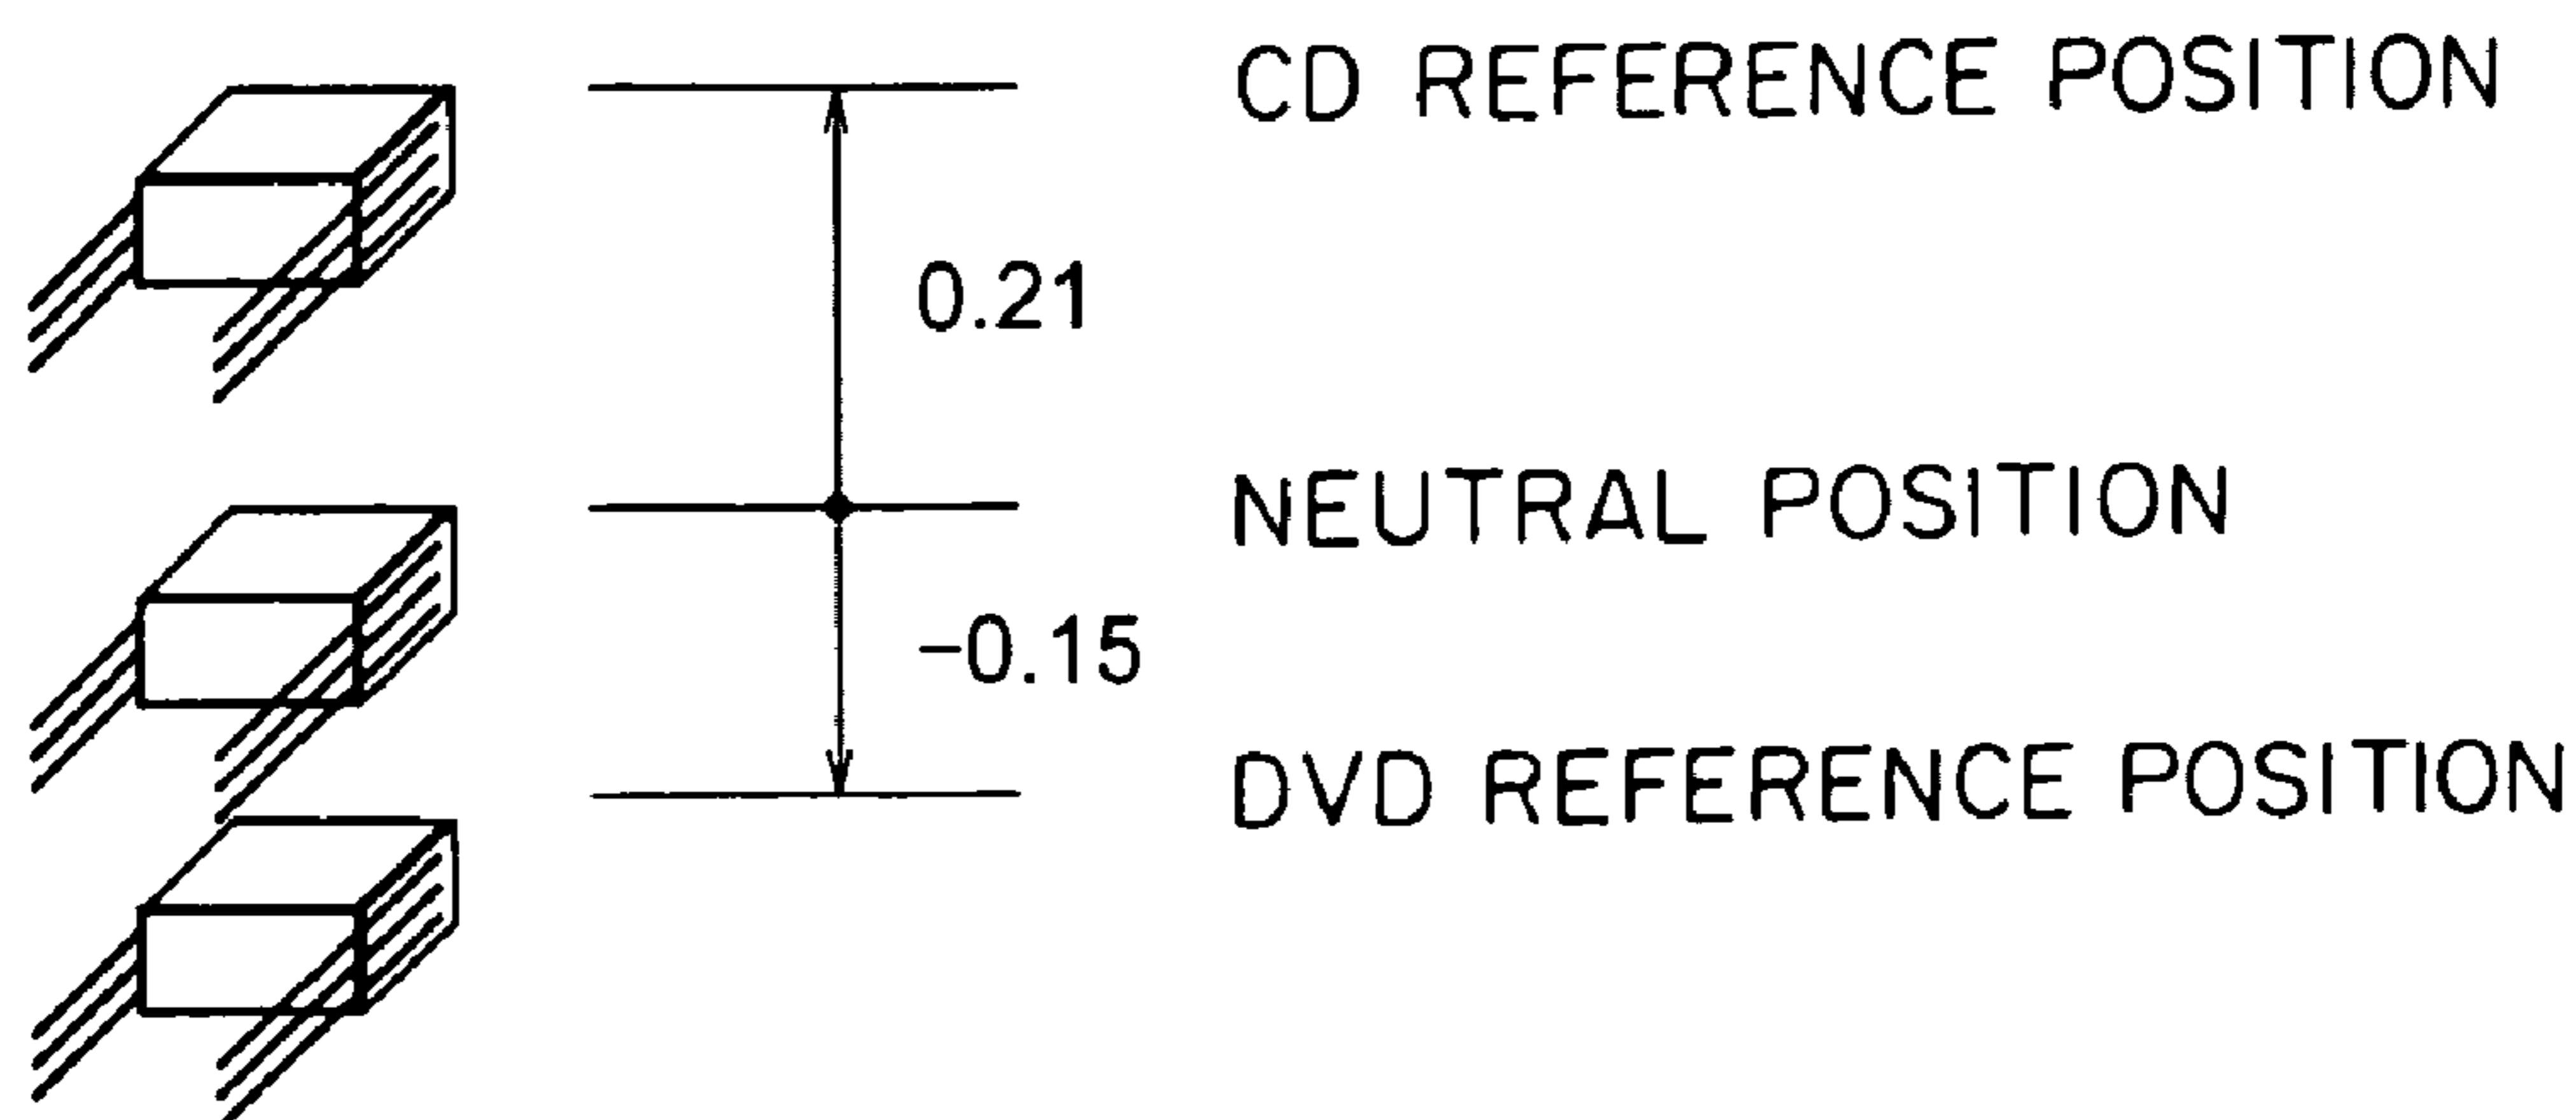 CD REFERENCE POSITION
0.21
NEUTRAL POSITION
−0.15
DVD REFERENCE POSITION